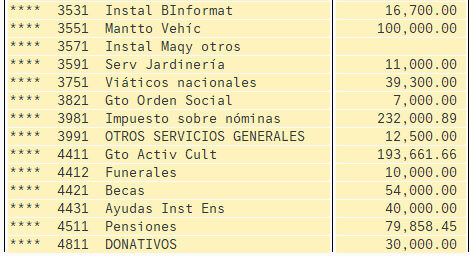 **** 3531 Instal BInformat 16,700.00
**** 3551 Mantto Vehíc 100,000.00
**** 3571 Instal Maqy otros
**** 3591 Serv Jardinería 11,000.00
**** 3751 Viáticos nacionales 39,300.00
**** 3821 Gto Orden Social 7,000.00
**** 3981 Impuesto sobre nóminas 232,000.89
**** 3991 OTROS SERVICIOS GENERALES 12,500.00
**** 4411 Gto Activ Cult 193,661.66
**** 4412 Funerales 10,000.00
**** 4421 Becas 54,000.00
**** 4431 Ayudas Inst Ens 40,000.00
**** 4511 Pensiones 79,858.45
**** 4811 DONATIVOS 30,000.00